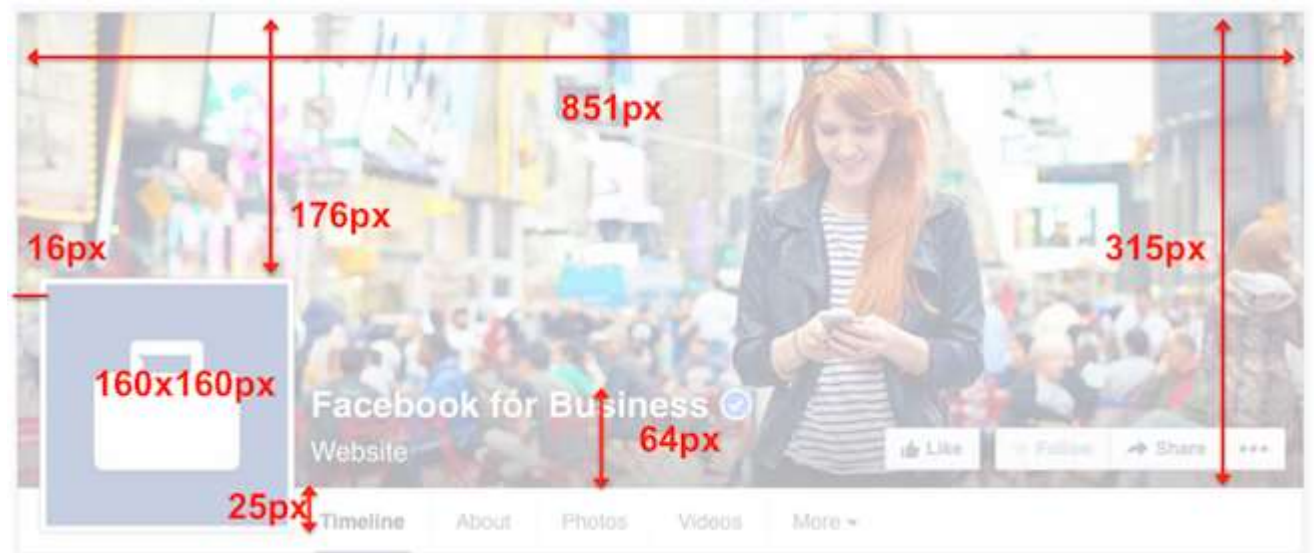 851px
176px
16px
315px
160x160px
Facebook for Business
64px
Website
Like Follow Share
25px
Timeline About Photos Videos More